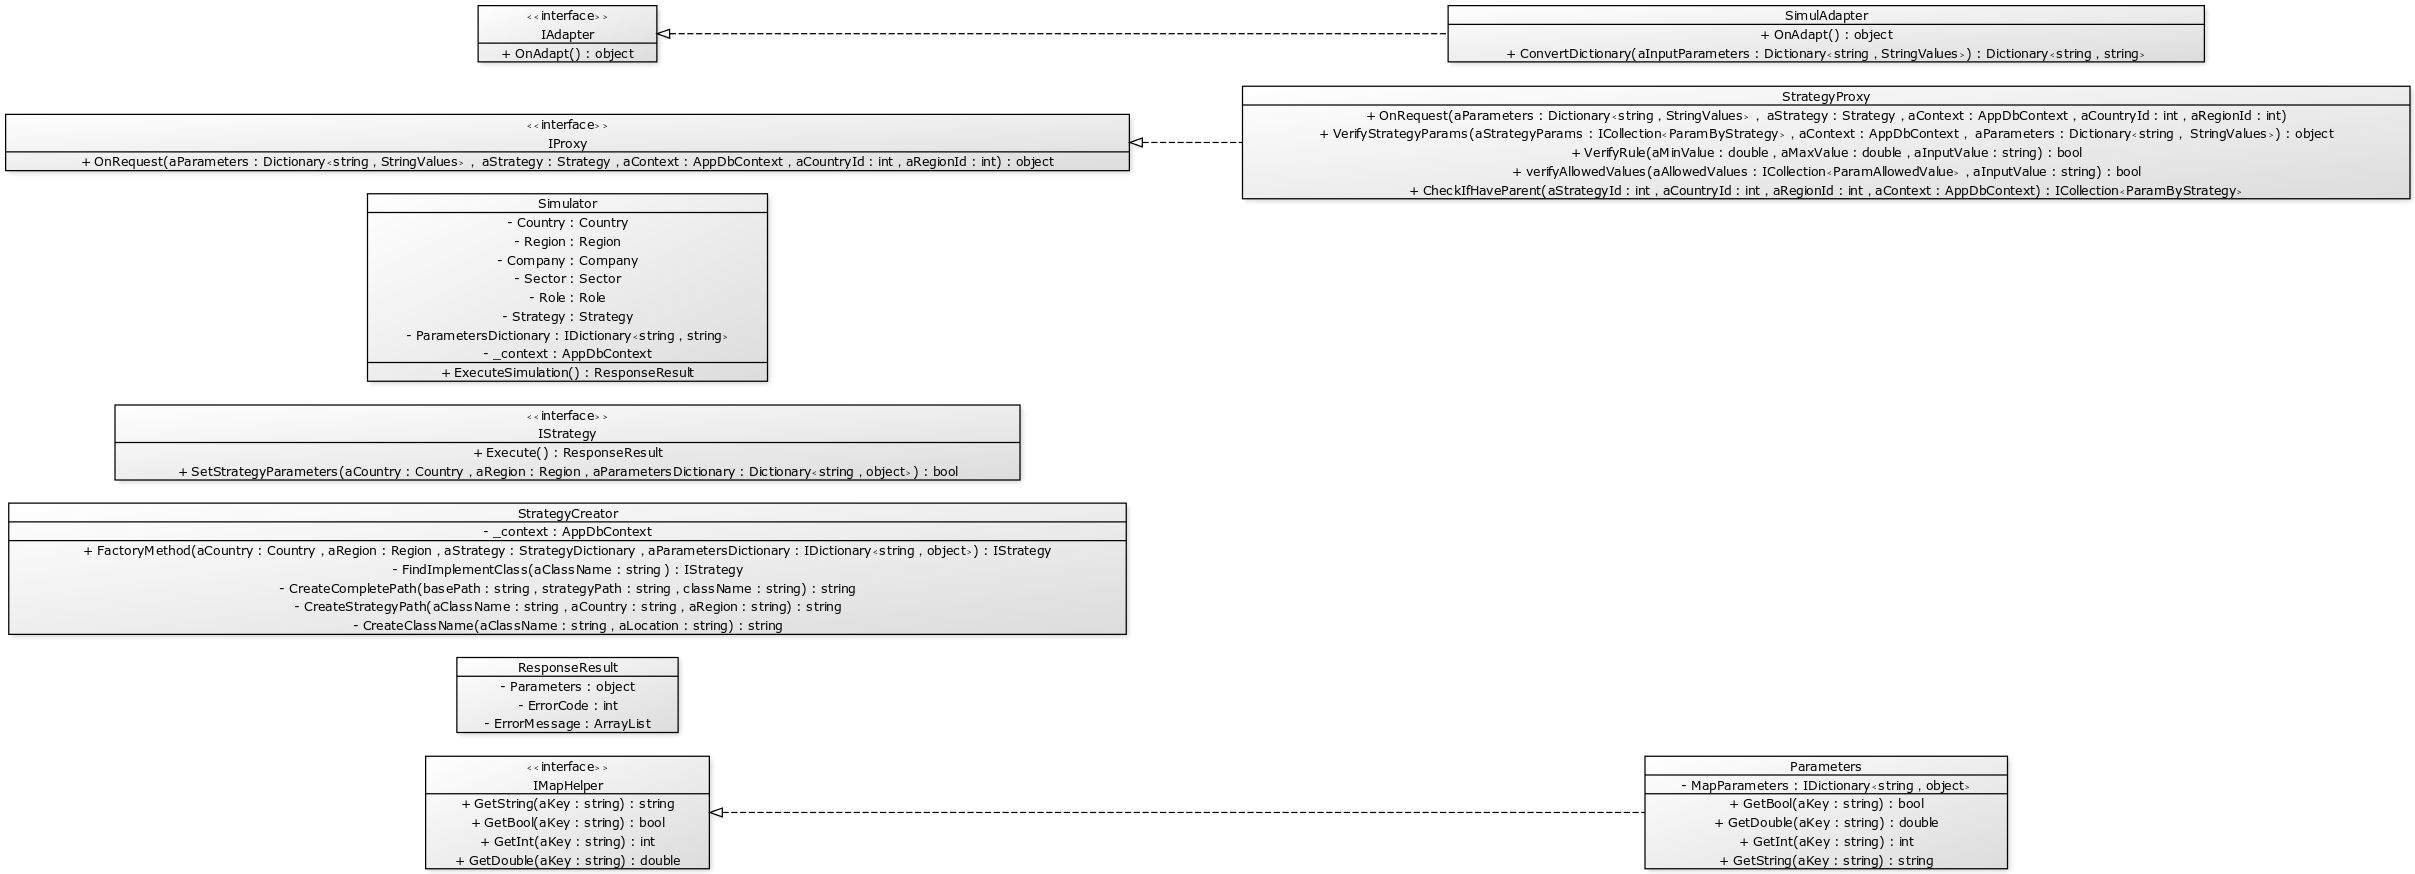 <<interface>>
IAdapter
+ OnAdapt() : object
SimulAdapter
+ OnAdapt() : object
+ ConvertDictionary(aInputParameters : Dictionary<string , StringValues>) : Dictionary<string , string>
<<interface>>
IProxy
+ OnRequest(aParameters : Dictionary<string , StringValues> , aStrategy : Strategy , aContext : AppDbContext , aCountryId : int , aRegionId : int) : object
StrategyProxy
+ OnRequest(aParameters : Dictionary<string , StringValues> , aStrategy : Strategy , aContext : AppDbContext , aCountryId : int , aRegionId : int)
+ VerifyStrategyParams(aStrategyParams : ICollection<ParamByStrategy> , aContext : AppDbContext , aParameters : Dictionary<string , StringValues>) : object
+ VerifyRule(aMinValue : double , aMaxValue : double , aInputValue : string) : bool
+ verifyAllowedValues(aAllowedValues : ICollection<ParamAllowedValue> , aInputValue : string) : bool
+ CheckIfHaveParent(aStrategyId : int , aCountryId : int , aRegionId : int , aContext : AppDbContext) : ICollection<ParamByStrategy>
Simulator
- Country : Country
- Region : Region
- Company : Company
- Sector : Sector
- Role : Role
- Strategy : Strategy
- ParametersDictionary : IDictionary<string , string>
- _context : AppDbContext
+ ExecuteSimulation() : ResponseResult
<<interface>>
IStrategy
+ Execute() : ResponseResult
+ SetStrategyParameters(aCountry : Country , aRegion : Region , aParametersDictionary : Dictionary<string , object>) : bool
StrategyCreator
- _context : AppDbContext
+ FactoryMethod(aCountry : Country , aRegion : Region , aStrategy : StrategyDictionary , aParametersDictionary : IDictionary<string , object>) : IStrategy
- FindImplementClass(aClassName : string ) : IStrategy
- CreateCompletePath(basePath : string , strategyPath : string , className : string) : string
- CreateStrategyPath(aClassName : string , aCountry : string , aRegion : string) : string
- CreateClassName(aClassName : string , aLocation : string) : string
ResponseResult
- Parameters : object
- ErrorCode : int
- ErrorMessage : ArrayList
<<interface>>
IMapHelper
+ GetString(aKey : string) : string
+ GetBool(aKey : string) : bool
+ GetInt(aKey : string) : int
+ GetDouble(aKey : string) : double
Parameters
- MapParameters : IDictionary<string , object>
+ GetBool(aKey : string) : bool
+ GetDouble(aKey : string) : double
+ GetInt(aKey : string) : int
+ GetString(aKey : string) : string